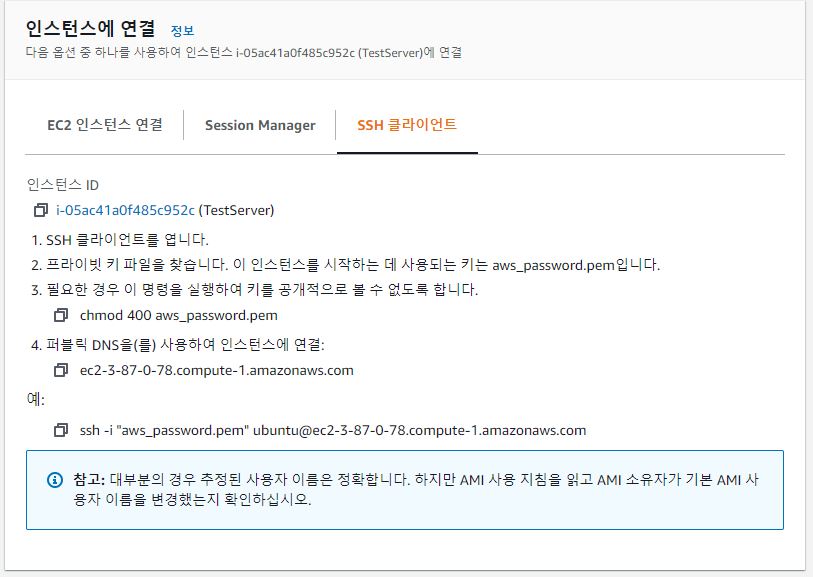 인스턴스에 연결 정보
다음 옵션 중 하나를 사용하여 인스턴스 i-05ac41a0f485c952c (TestServer)에 연결
EC2 인스턴스 연결
Session Manager
SSH 클라이언트
인스턴스 ID
i-05ac41a0f485c952c (TestServer)
1. SSH 클라이언트를 엽니다.
2. 프라이빗 키 파일을 찾습니다. 이 인스턴스를 시작하는 데 사용되는 키는 aws_password.pem입니다.
3. 필요한 경우 이 명령을 실행하여 키를 공개적으로 볼 수 없도록 합니다.
chmod 400 aws_password.pem
4. 퍼블릭 DNS을(를) 사용하여 인스턴스에 연결:
ec2-3-87-0-78.compute-1.amazonaws.com
예:
ssh -i "aws_password.pem" ubuntu@ec2-3-87-0-78.compute-1.amazonaws.com
참고: 대부분의 경우 추정된 사용자 이름은 정확합니다. 하지만 AMI 사용 지침을 읽고 AMI 소유자가 기본 AMI 사
용자 이름을 변경했는지 확인하십시오.